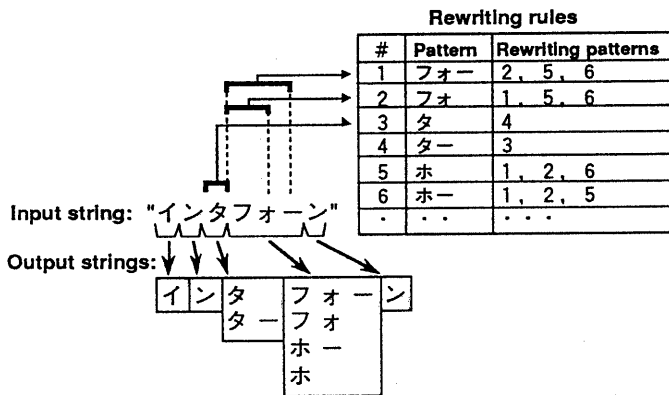 Rewriting rules
# Pattern Rewriting patterns
1 フォー 2, 5, 6
2 フォ 1, 5, 6
3 タ 4
4 ター 3
5 ホ 1, 2, 6
6 ホー 1, 2, 5
. . . . . .
Input string: "インタフォーン"
Output strings:
イ ン タ フォー ン
ター フォ
ホー
ホ